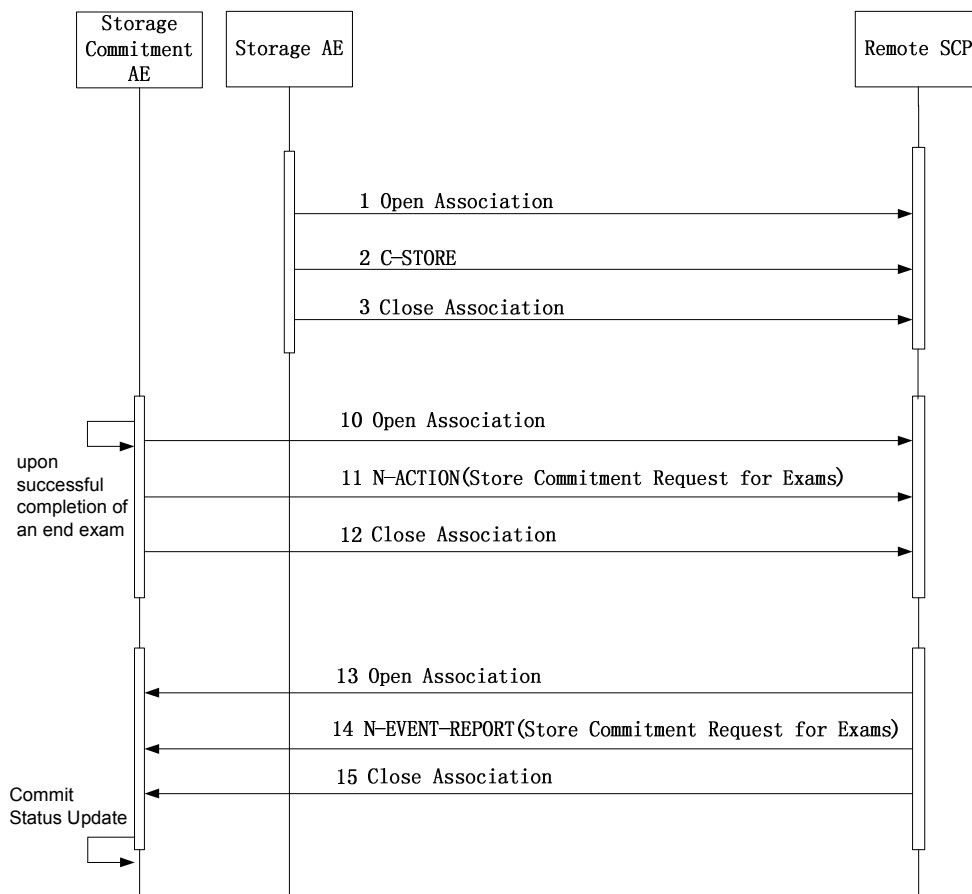 Storage
Commitment
AE
Storage AE
Remote SCP
1 Open Association
2 C-STORE
3 Close Association
10 Open Association
upon
successful
completion of
an end exam
11 N-ACTION(Store Commitment Request for Exams)
12 Close Association
13 Open Association
14 N-EVENT-REPORT(Store Commitment Request for Exams)
15 Close Association
Commit
Status Update